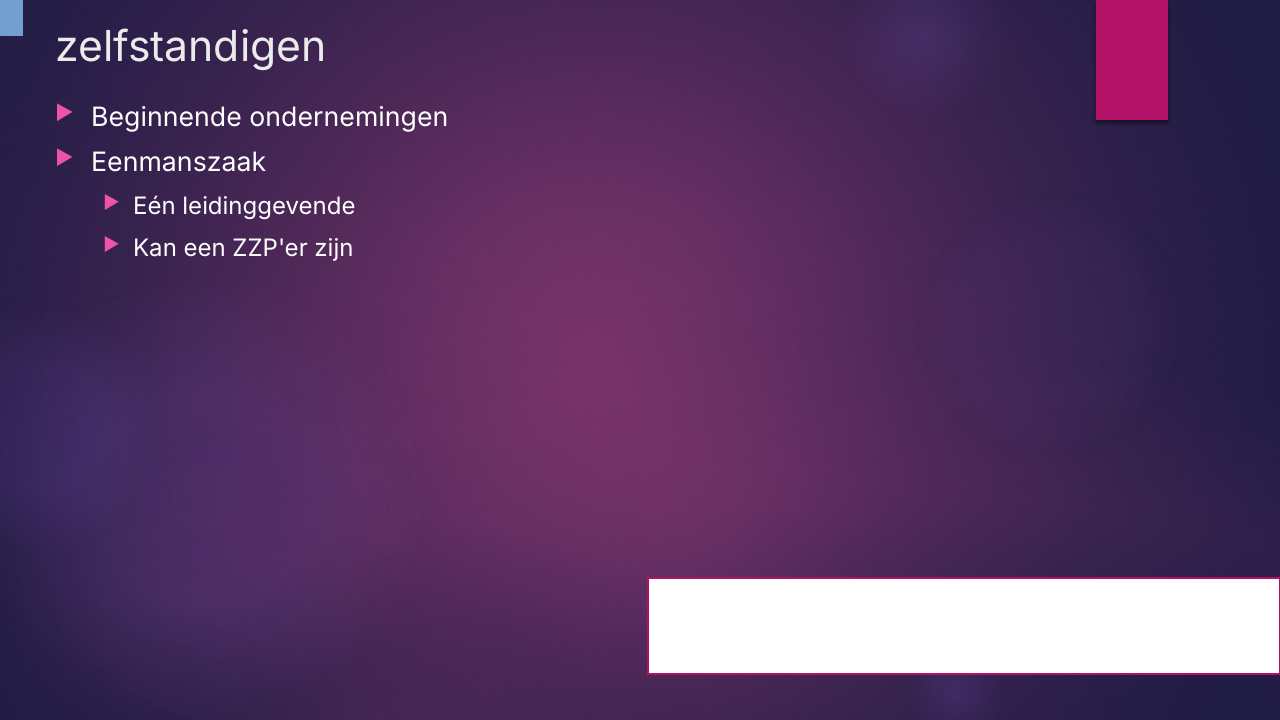 zelfstandigen
Beginnende ondernemingen
Eenmanszaak
Eén leidinggevende
Kan een ZZP'er zijn